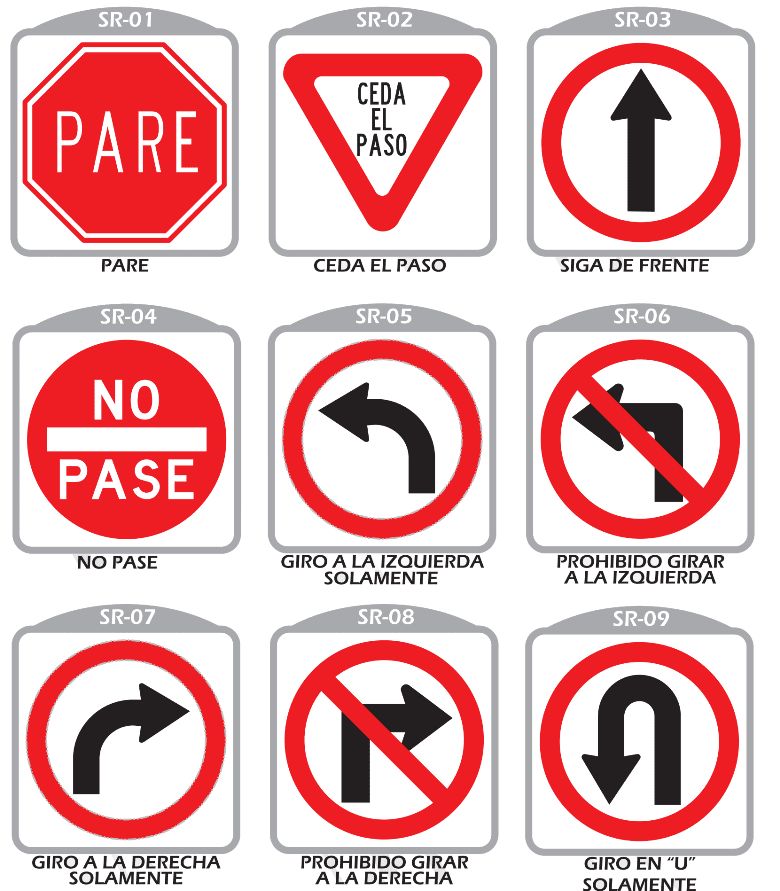 SR-01
PARE
PARE
SR-02
CEDA
EL
PASO
CEDA EL PASO
SR-03
SIGA DE FRENTE
SR-04
NO
PASE
NO PASE
SR-05
GIRO A LA IZQUIERDA
SOLAMENTE
SR-06
PROHIBIDO GIRAR
A LA IZQUIERDA
SR-07
GIRO A LA DERECHA
SOLAMENTE
SR-08
PROHIBIDO GIRAR
A LA DERECHA
SR-09
GIRO EN “U”
SOLAMENTE